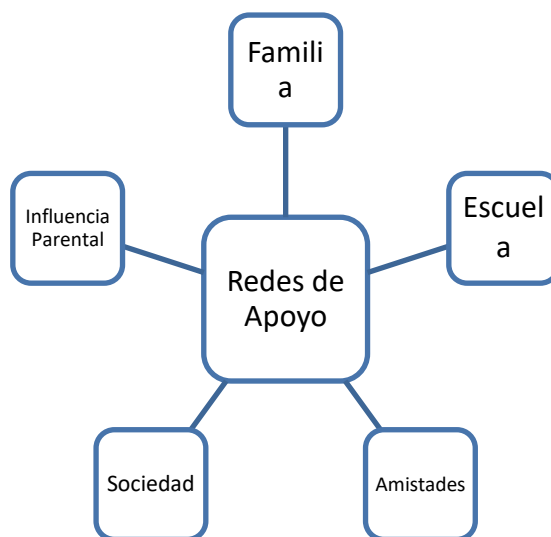 Famili
a
Influencia
Parental
Escuel
a
Redes de
Apoyo
Sociedad
Amistades